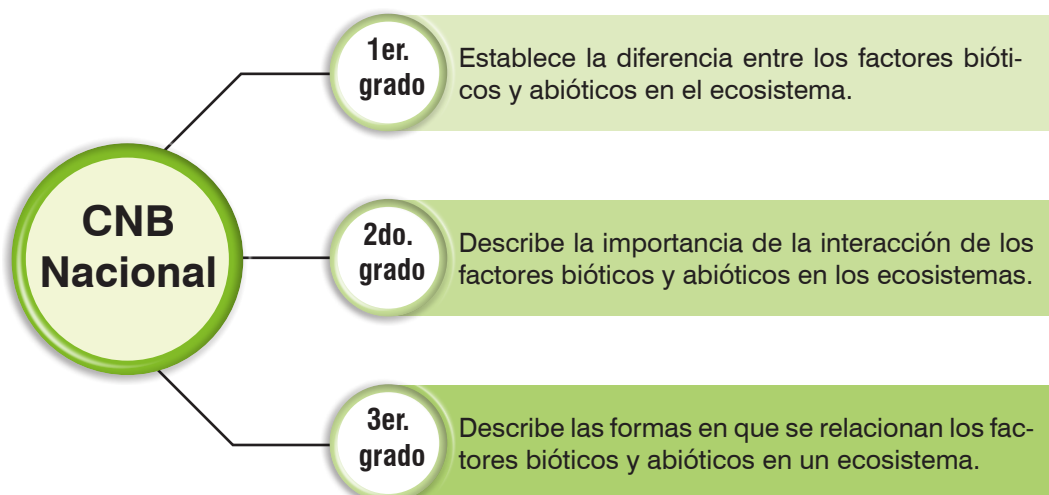 CNB
Nacional
1er.
grado
Establece la diferencia entre los factores bióti-
cos y abióticos en el ecosistema.
2do.
grado
Describe la importancia de la interacción de los
factores bióticos y abióticos en los ecosistemas.
3er.
grado
Describe las formas en que se relacionan los fac-
tores bióticos y abióticos en un ecosistema.